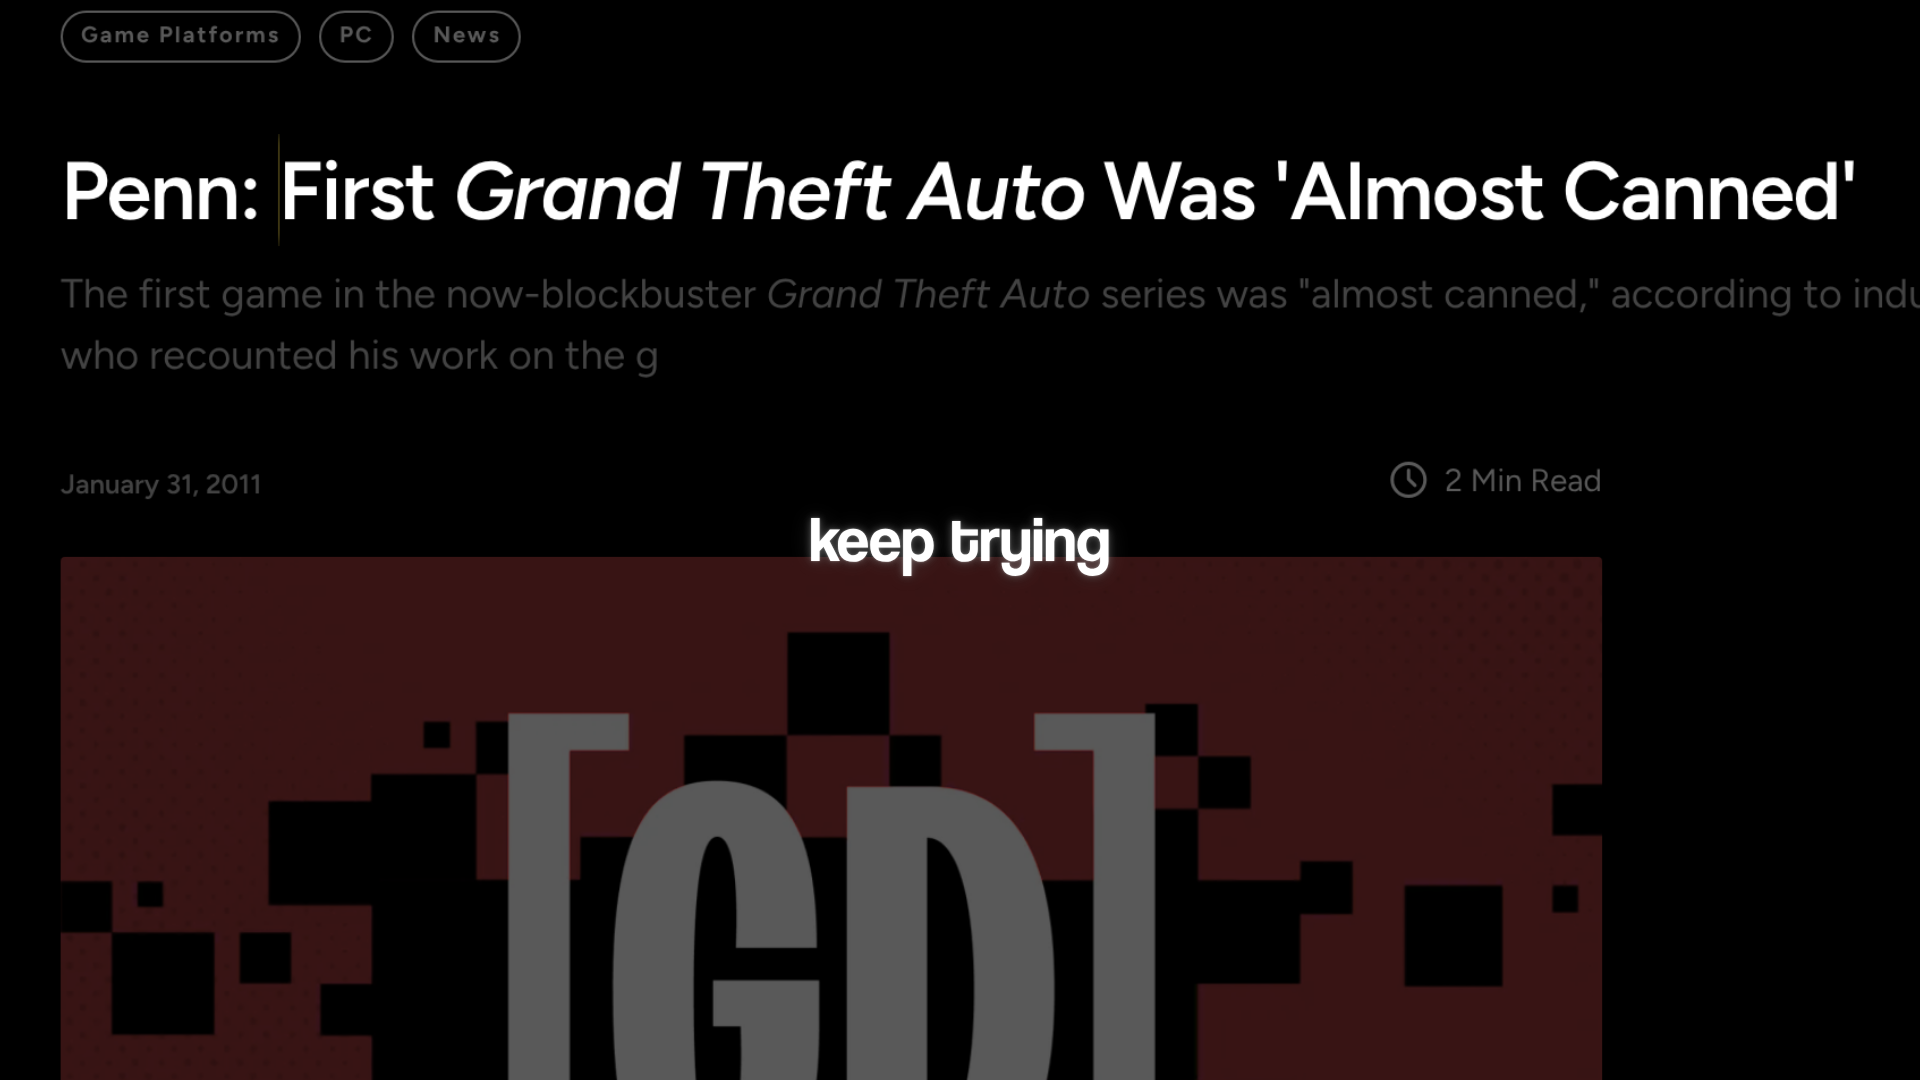 Game Platforms PC News
Penn: First Grand Theft Auto Was 'Almost Canned'
The first game in the now-blockbuster Grand Theft Auto series was "almost canned," according to indu
who recounted his work on the g
January 31, 2011
2 Min Read
keep trying
[GD]